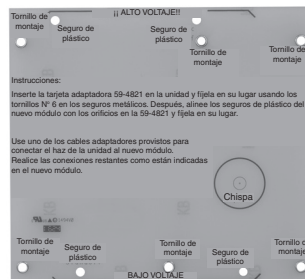 ¡¡ ALTO VOLTAJE!!
Tornillo de
montaje
Seguro de
plástico
Seguro de
plástico
Tornillo de
montaje
Tornillo de
montaje
Instrucciones:
Inserte la tarjeta adaptadora 59-4821 en la unidad y fíjela en su lugar usando los
tornillos N° 6 en los seguros metálicos. Después, alinee los seguros de plástico del
nuevo módulo con los orificios en la 59-4821 y fíjela en su lugar.
Use uno de los cables adaptadores provistos para
conectar el haz de la unidad al nuevo módulo.
Realice las conexiones restantes como están indicadas
en el nuevo módulo.
Chispa
Tornillo de
montaje
Seguro de
plástico
Tornillo de
montaje
Seguro de
plástico
Tornillo de
montaje
BAJO VOLTAJE